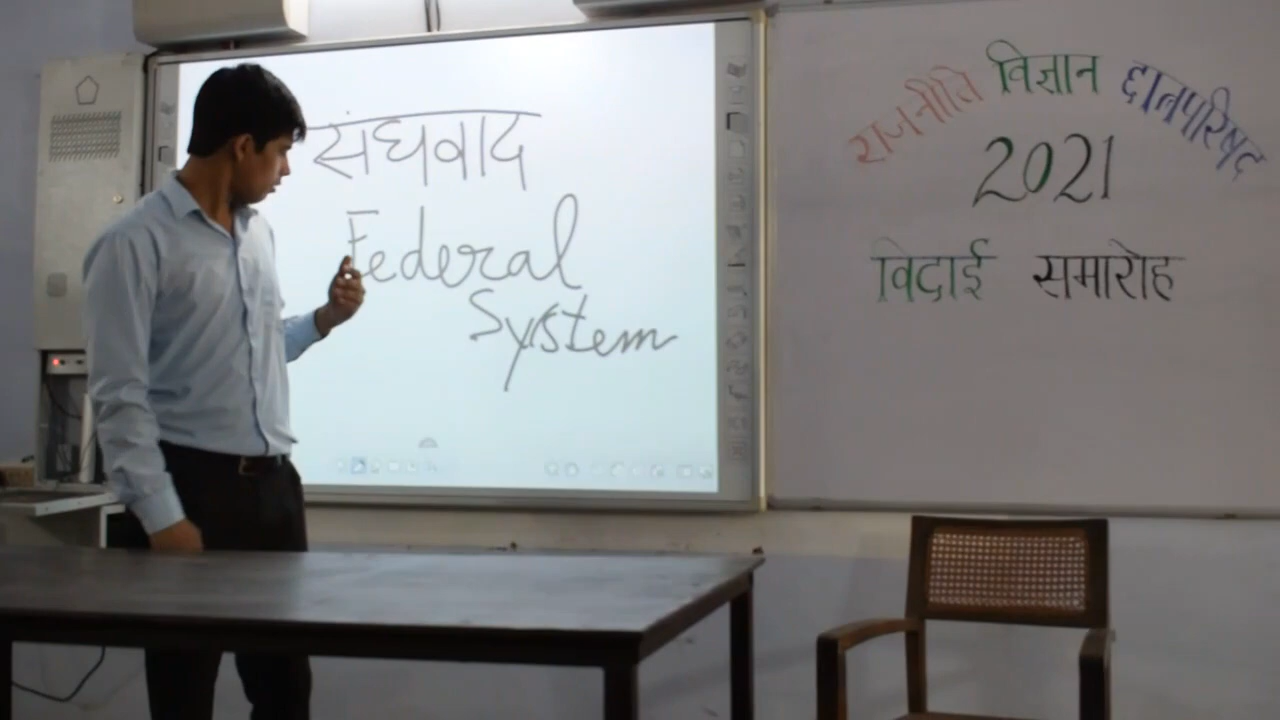 संघवाद
Federal
System
राजनीति विज्ञान छात्रपरिषद
2021
विदाई समारोह